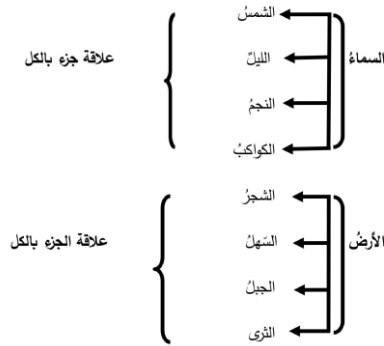 السماءُ
الشمسُ
الليلُ
النجمُ
الكواكبُ
علاقة جزء بالكل
الأرضُ
الشجرُ
السّهلُ
الجبلُ
الثرى
علاقة الجزء بالكل